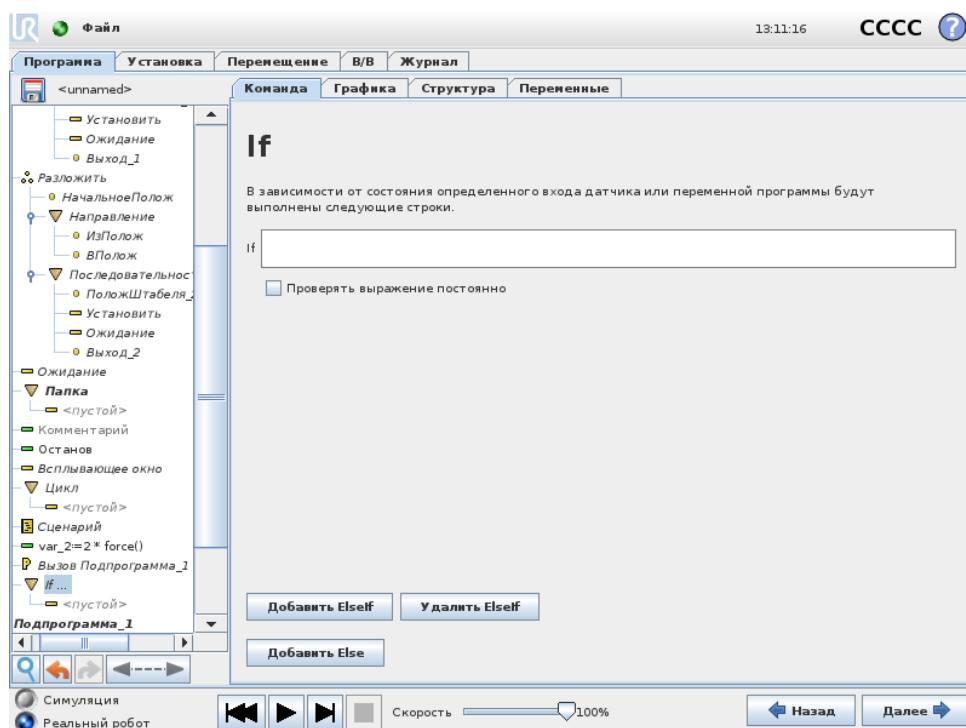 UR Файл 13:11:16 CCCC ?
Программа Установка Перемещение В/В Журнал
<unnamed>
Команда Графика Структура Переменные
Установить
Ожидание
Выход_1
Разложить
НачальноеПолож
Направление
ИзПолож
ВПолож
Последовательнос
ПоложШтабеля_2
Установить
Ожидание
Выход_2
Ожидание
Папка
<пустой>
Комментарий
Останов
Всплывающее окно
Цикл
<пустой>
Сценарий
var_2:=2 * force()
Вызов Подпрограмма_1
If ...
<пустой>
Подпрограмма_1
If
В зависимости от состояния определенного входа датчика или переменной программы будут
выполнены следующие строки.
If
Проверять выражение постоянно
Добавить ElseIf Удалить ElseIf
Добавить Else
Симуляция
Реальный робот
Скорость 100%
Назад Далее